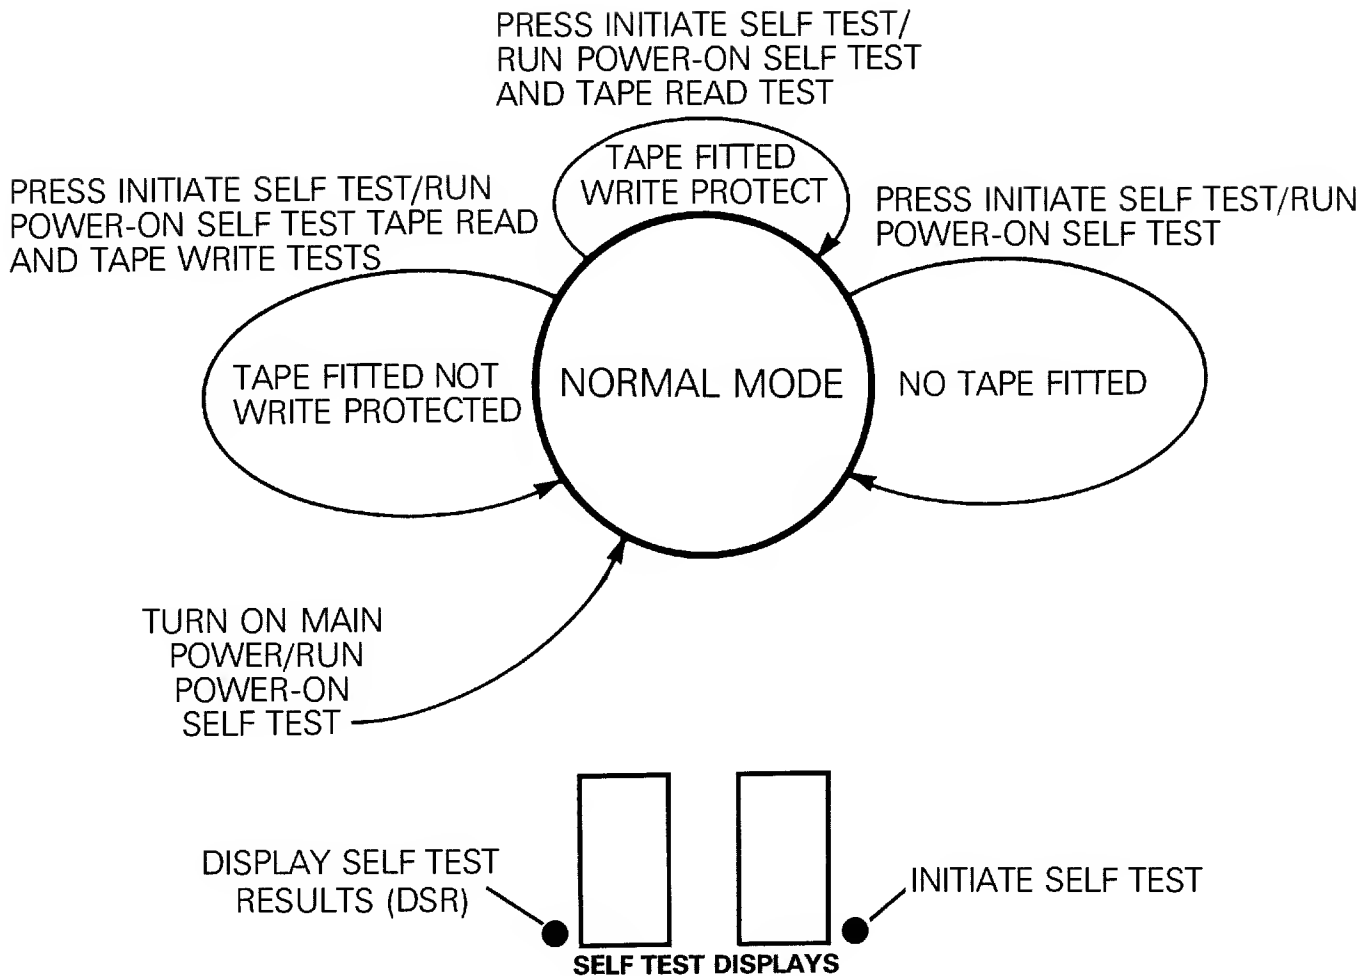 PRESS INITIATE SELF TEST/
RUN POWER-ON SELF TEST
AND TAPE READ TEST
TAPE FITTED
WRITE PROTECT
PRESS INITIATE SELF TEST/RUN
POWER-ON SELF TEST TAPE READ
AND TAPE WRITE TESTS
PRESS INITIATE SELF TEST/RUN
POWER-ON SELF TEST
TAPE FITTED NOT
WRITE PROTECTED
NORMAL MODE
NO TAPE FITTED
TURN ON MAIN
POWER/RUN
POWER-ON
SELF TEST
DISPLAY SELF TEST
RESULTS (DSR)
INITIATE SELF TEST
SELF TEST DISPLAYS